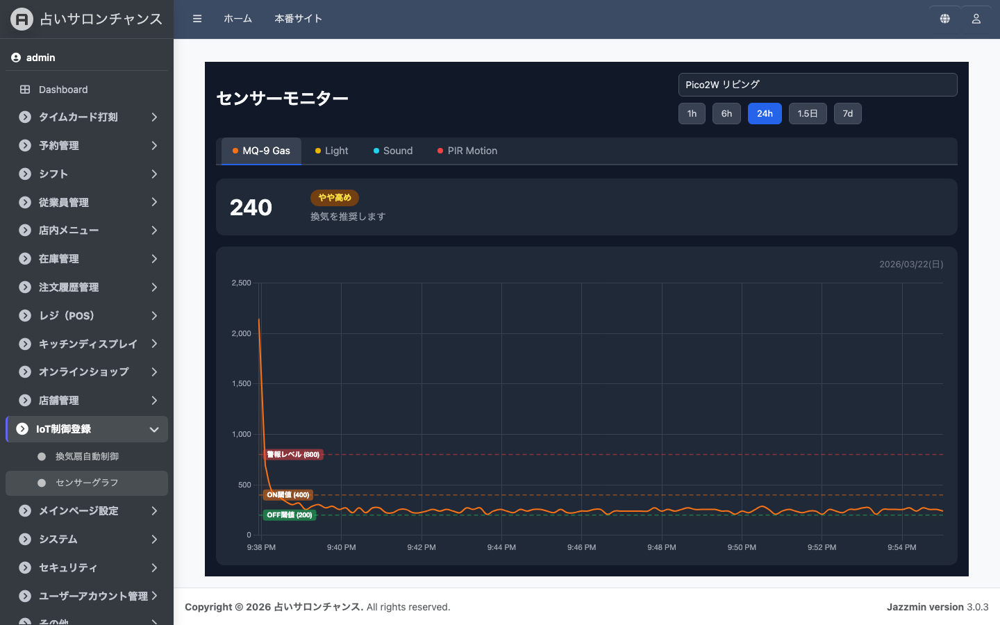 占いサロンチャンス
ホーム
本番サイト
admin
Dashboard
タイムカード打刻
予約管理
シフト
従業員管理
店内メニュー
在庫管理
注文履歴管理
レジ（POS）
キッチンディスプレイ
オンラインショップ
店舗管理
IoT制御登録
換気扇自動制御
センサーグラフ
メインページ設定
システム
セキュリティ
ユーザーアカウント管理
その他
センサーモニター
Pico2W リビング
1h 6h 24h 1.5日 7d
MQ-9 Gas Light Sound PIR Motion
240
やや高め
換気を推奨します
2026/03/22(日)
2,500
2,000
1,500
1,000
警報レベル (800)
500
ON閾値 (400)
OFF閾値 (200)
0
9:38 PM 9:40 PM 9:42 PM 9:44 PM 9:46 PM 9:48 PM 9:50 PM 9:52 PM 9:54 PM
Copyright © 2026 占いサロンチャンス. All rights reserved.
Jazzmin version 3.0.3